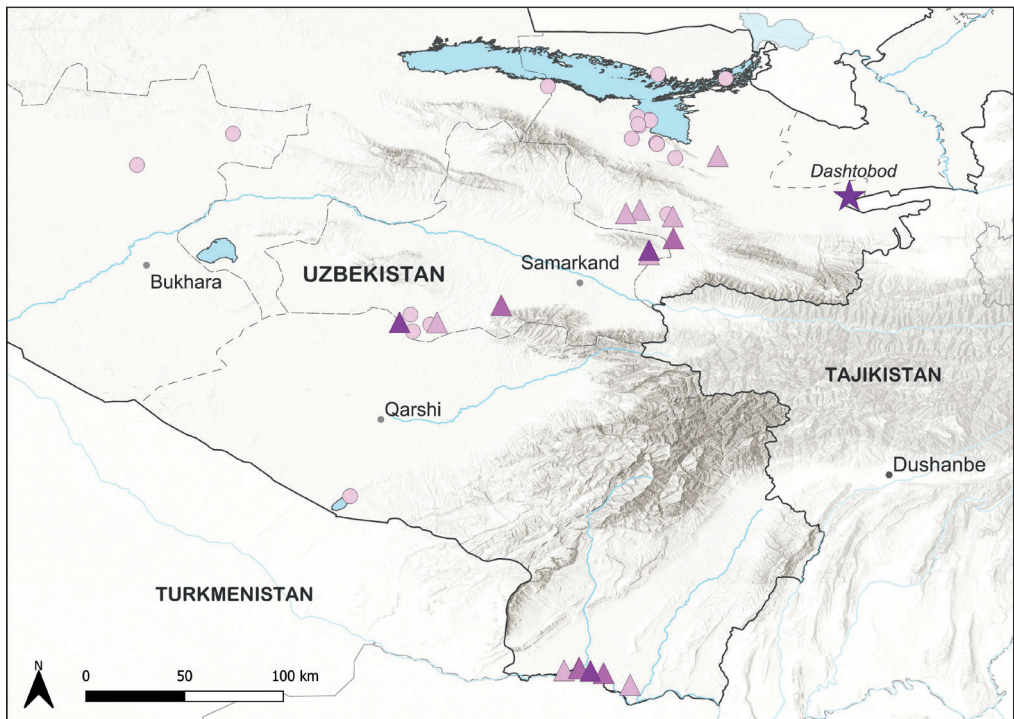 Dashtobod
Samarkand
Bukhara
UZBEKISTAN
TAJIKISTAN
Qarshi
Dushanbe
TURKMENISTAN
N
0 50 100 km